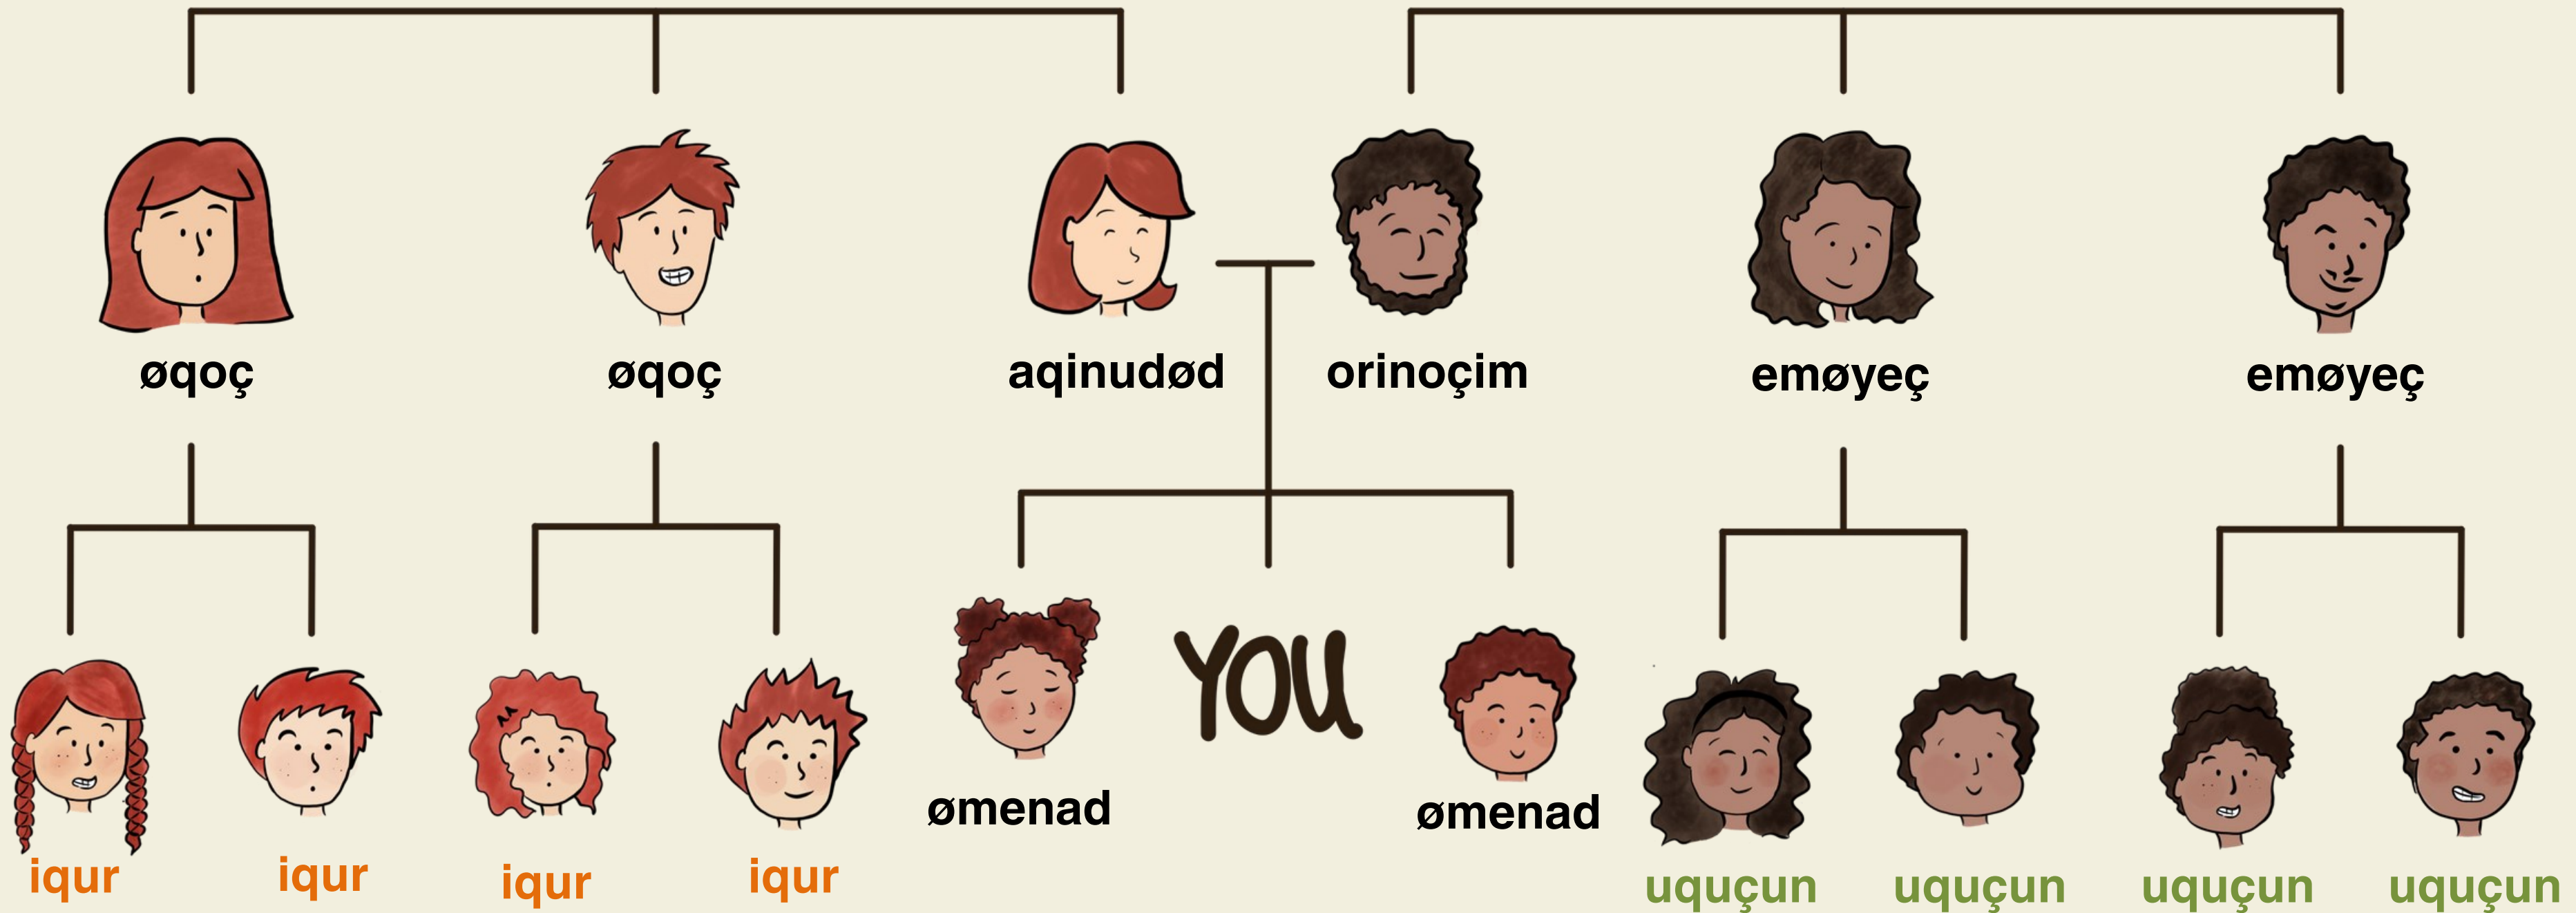 øqoç
øqoç
aqinudød
orinoçim
emøyeç
emøyeç
YOU
ømenad
ømenad
iqur
iqur
iqur
iqur
uquçun
uquçun
uquçun
uquçun